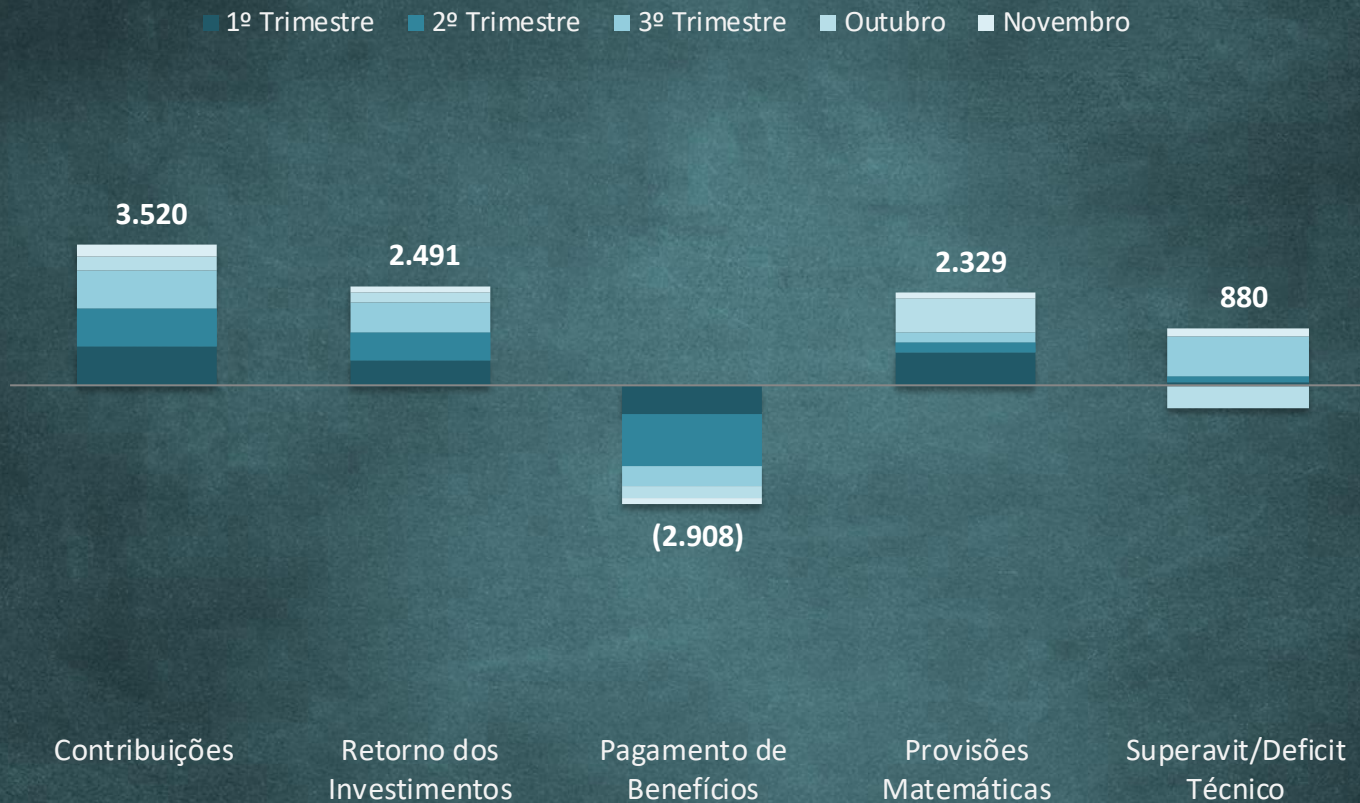 1º Trimestre 2º Trimestre 3º Trimestre Outubro Novembro
3.520
2.491
2.329
880
(2.908)
Contribuições
Retorno dos
Investimentos
Pagamento de
Benefícios
Provisões
Matemáticas
Superavit/Deficit
Técnico